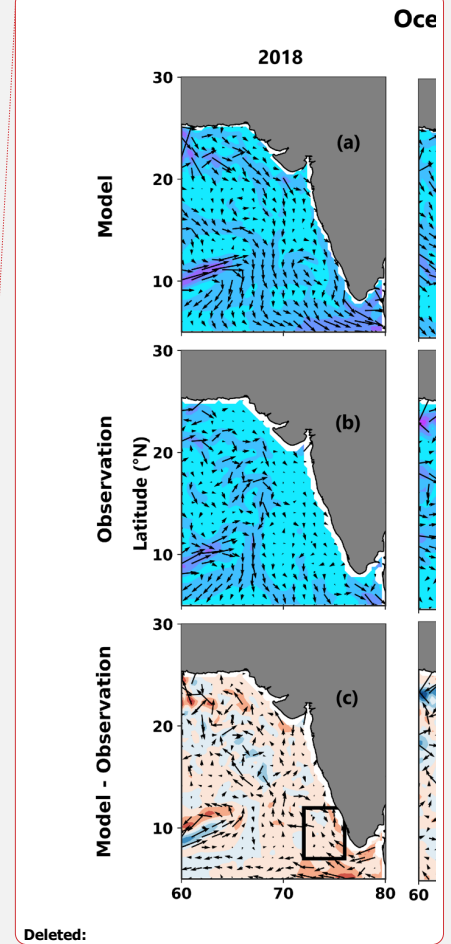 Oce
2018
30
(a)
20
Model
10
30
(b)
20
Observation
Latitude (°N)
10
30
(c)
20
Model - Observation
10
60
70
80
60
Deleted: